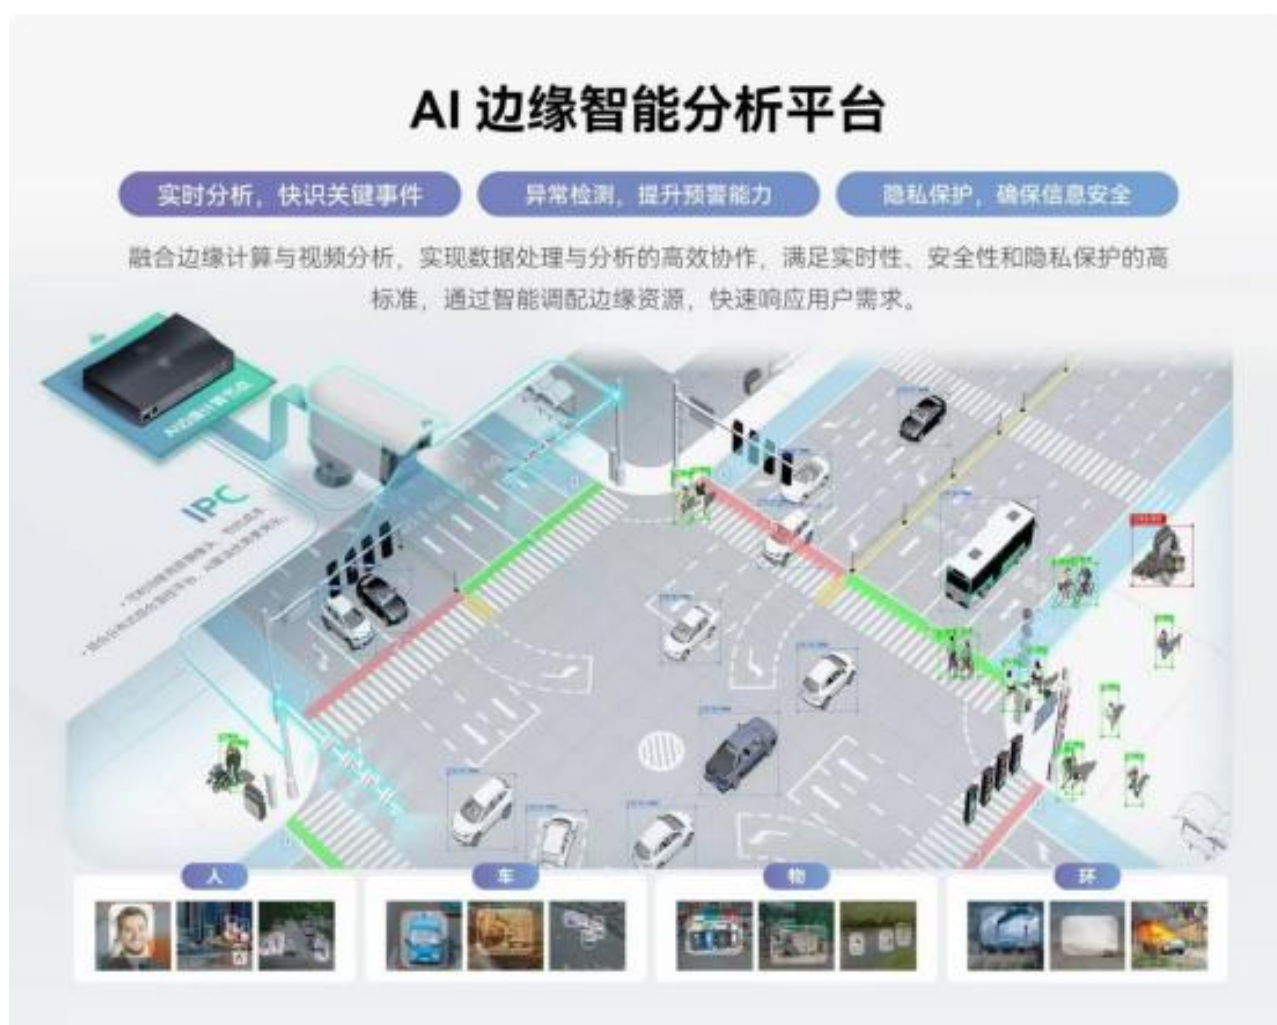 AI 边缘智能分析平台
实时分析，快识关键事件
异常检测，提升预警能力
隐私保护，确保信息安全
融合边缘计算与视频分析，实现数据处理与分析的高效协作，满足实时性、安全性和隐私保护的高
标准，通过智能调配边缘资源，快速响应用户需求。
IPC
人
车
物
环